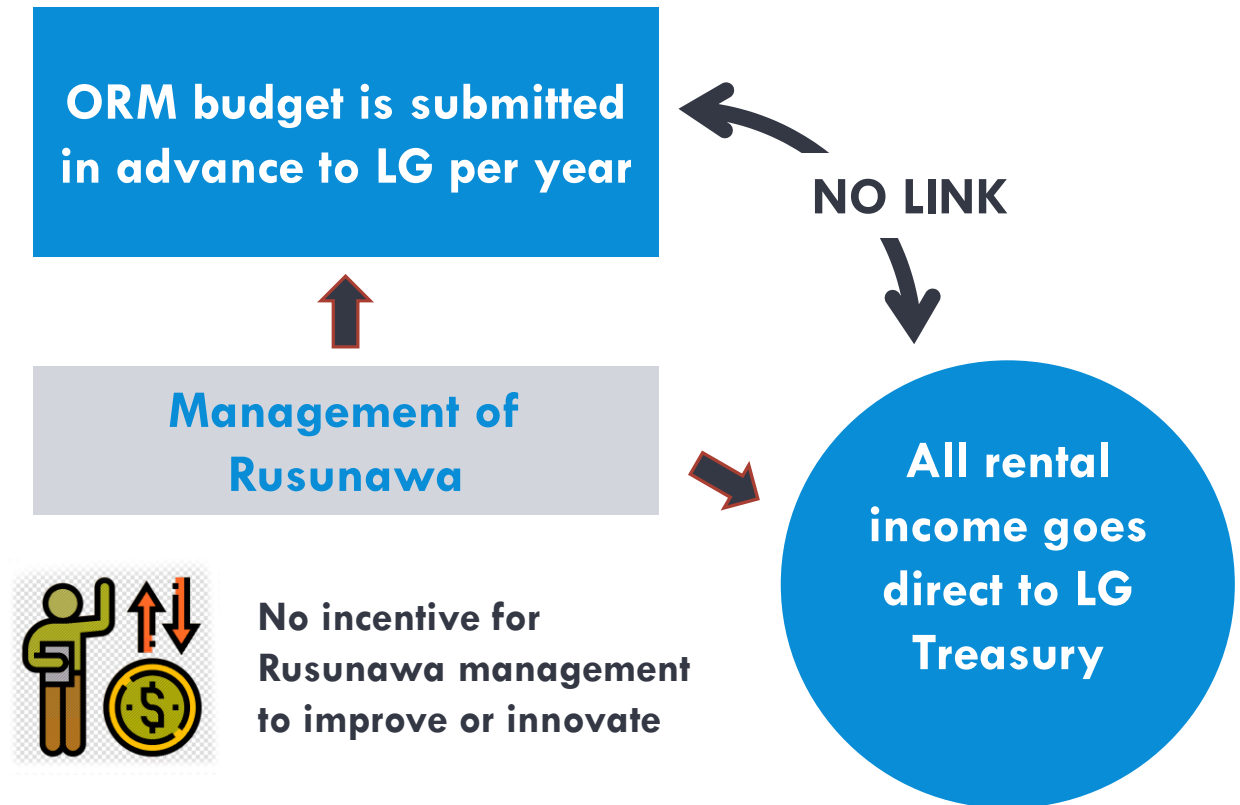 ORM budget is submitted
in advance to LG per year
NO LINK
Management of
Rusunawa
All rental
income goes
direct to LG
Treasury
No incentive for
Rusunawa management
to improve or innovate
$